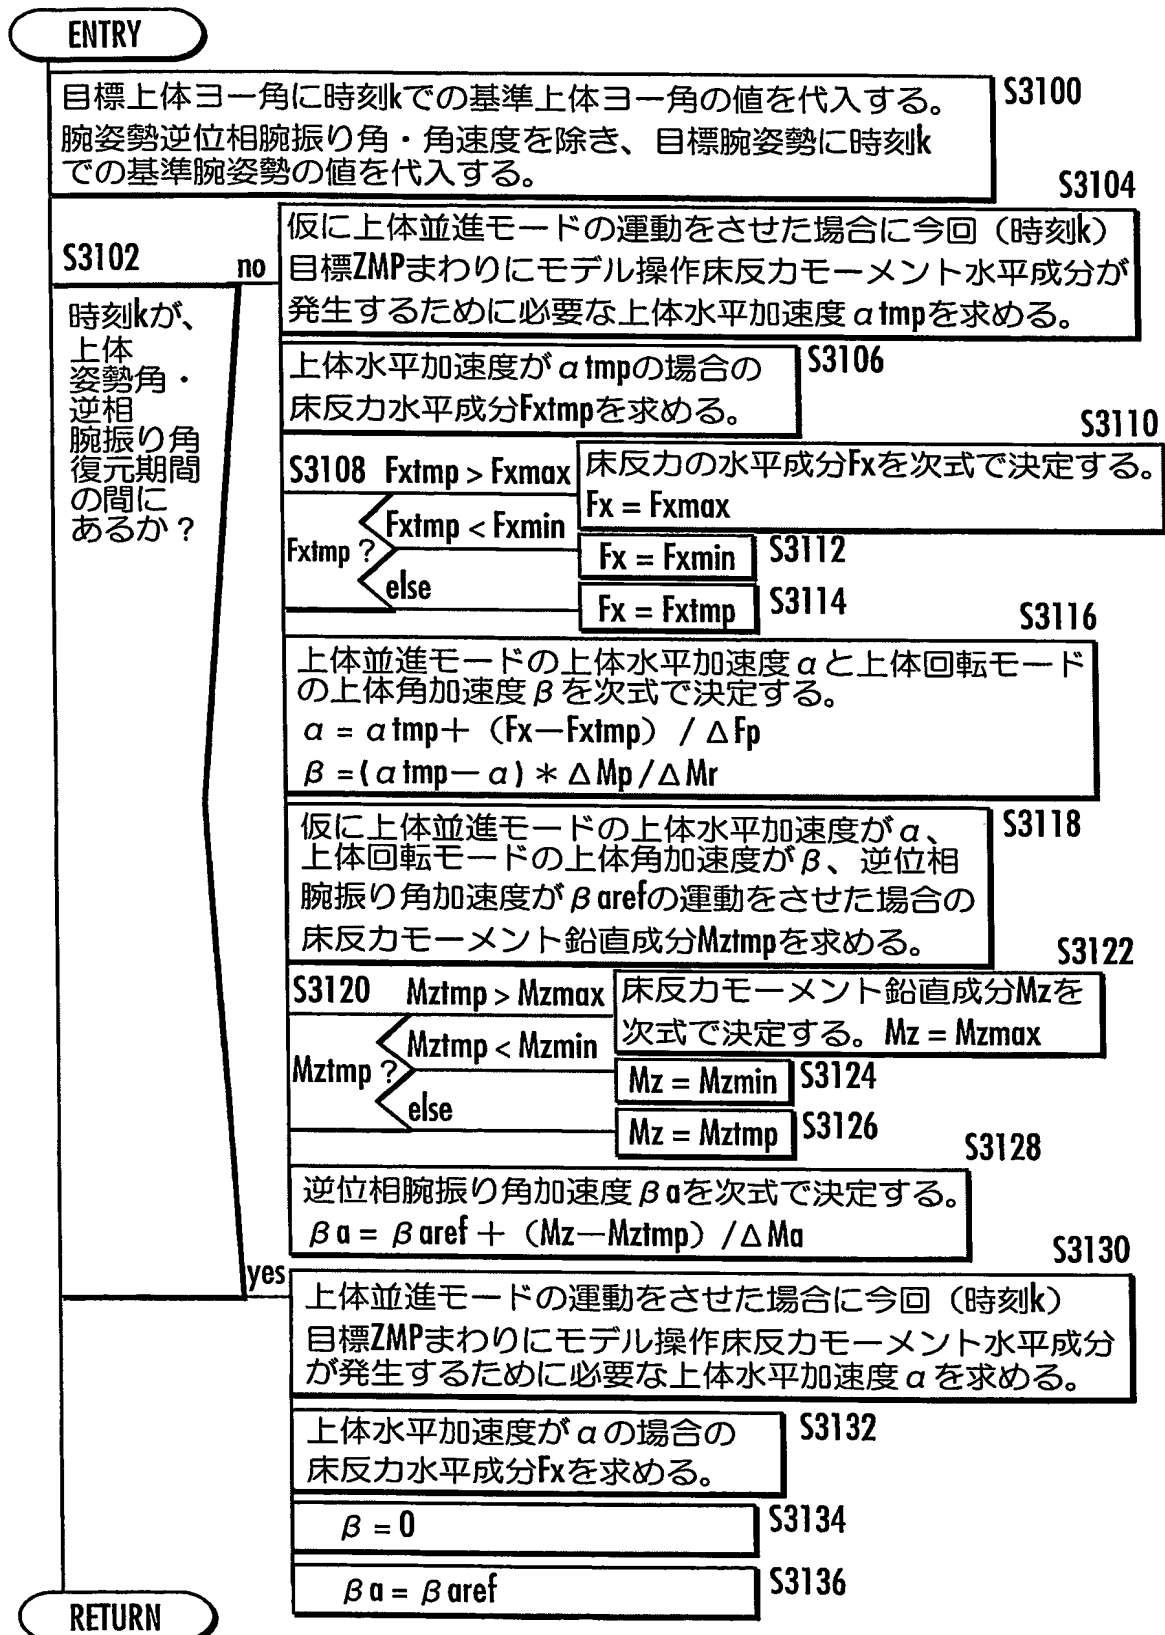 ENTRY
目標上体ヨー角に時刻kでの基準上体ヨー角の値を代入する。
腕姿勢逆位相腕振り角・角速度を除き、目標腕姿勢に時刻k
での基準腕姿勢の値を代入する。
S3100
S3102
時刻kが、
上体
姿勢角・
逆相
腕振り角
復元期間
の間に
あるか?
no
S3104
仮に上体並進モードの運動をさせた場合に今回(時刻k)
目標ZMPまわりにモデル操作床反力モーメント水平成分が
発生するために必要な上体水平加速度αtmpを求める。
S3106
上体水平加速度がαtmpの場合の
床反力水平成分Fxtmpを求める。
S3108
Fxtmp ?
Fxtmp > Fxmax
S3110
床反力の水平成分Fxを次式で決定する。
Fx = Fxmax
Fxtmp < Fxmin
Fx = Fxmin
S3112
else
Fx = Fxtmp
S3114
S3116
上体並進モードの上体水平加速度αと上体回転モード
の上体角加速度βを次式で決定する。
α = αtmp+(Fx—Fxtmp)/ΔFp
β =(αtmp—α)*ΔMp/ΔMr
S3118
仮に上体並進モードの上体水平加速度がα、
上体回転モードの上体角加速度がβ、逆位相
腕振り角加速度がβarefの運動をさせた場合の
床反力モーメント鉛直成分Mztmpを求める。
S3120
Mztmp ?
Mztmp > Mzmax
S3122
床反力モーメント鉛直成分Mzを
次式で決定する。Mz = Mzmax
Mztmp < Mzmin
Mz = Mzmin
S3124
else
Mz = Mztmp
S3126
S3128
逆位相腕振り角加速度βaを次式で決定する。
βa = βaref +(Mz—Mztmp)/ΔMa
yes
S3130
上体並進モードの運動をさせた場合に今回(時刻k)
目標ZMPまわりにモデル操作床反力モーメント水平成分
が発生するために必要な上体水平加速度αを求める。
S3132
上体水平加速度がαの場合の
床反力水平成分Fxを求める。
β = 0
S3134
βa = βaref
S3136
RETURN